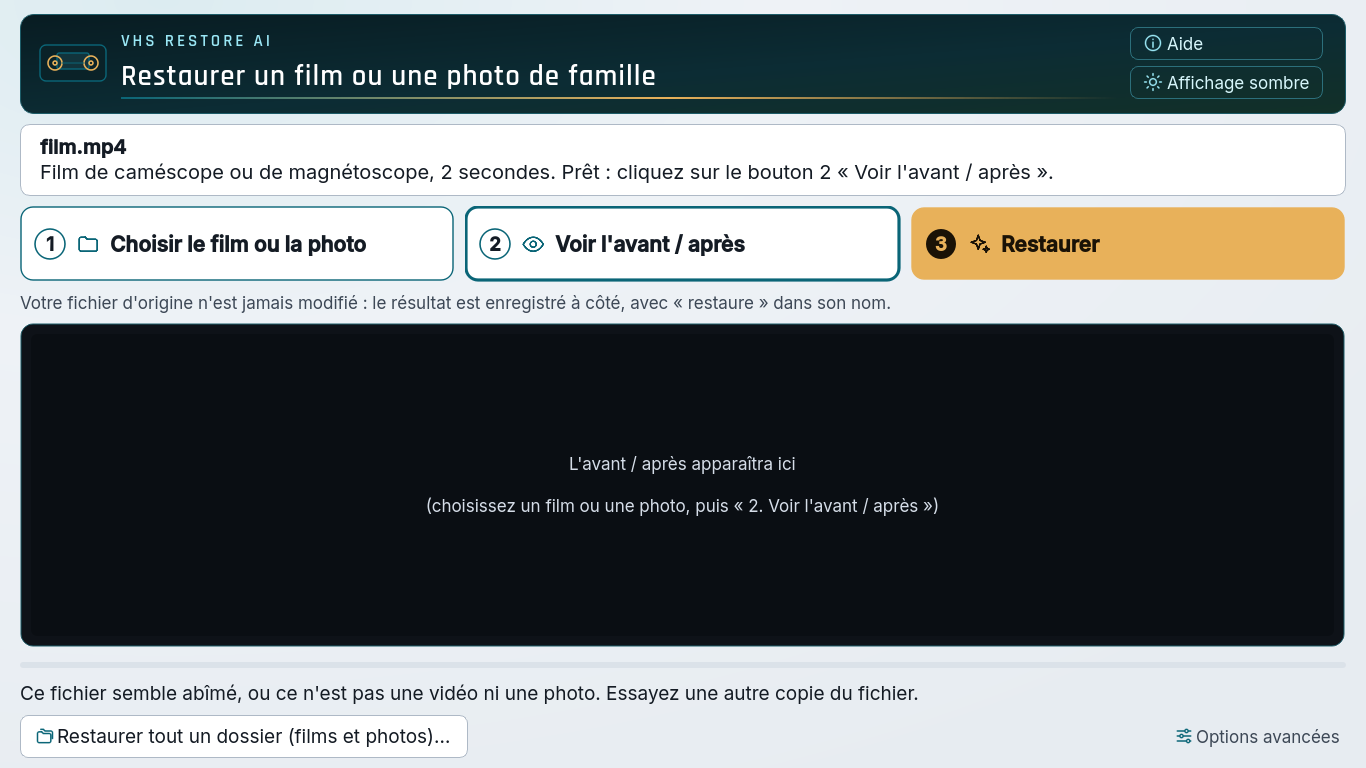 VHS RESTORE AI
Restaurer un film ou une photo de famille
Aide
Affichage sombre
film.mp4
Film de caméscope ou de magnétoscope, 2 secondes. Prêt : cliquez sur le bouton 2 « Voir l'avant / après ».
1 Choisir le film ou la photo
2 Voir l'avant / après
3 Restaurer
Votre fichier d'origine n'est jamais modifié : le résultat est enregistré à côté, avec « restaure » dans son nom.
L'avant / après apparaîtra ici
(choisissez un film ou une photo, puis « 2. Voir l'avant / après »)
Ce fichier semble abîmé, ou ce n'est pas une vidéo ni une photo. Essayez une autre copie du fichier.
Restaurer tout un dossier (films et photos)...
Options avancées